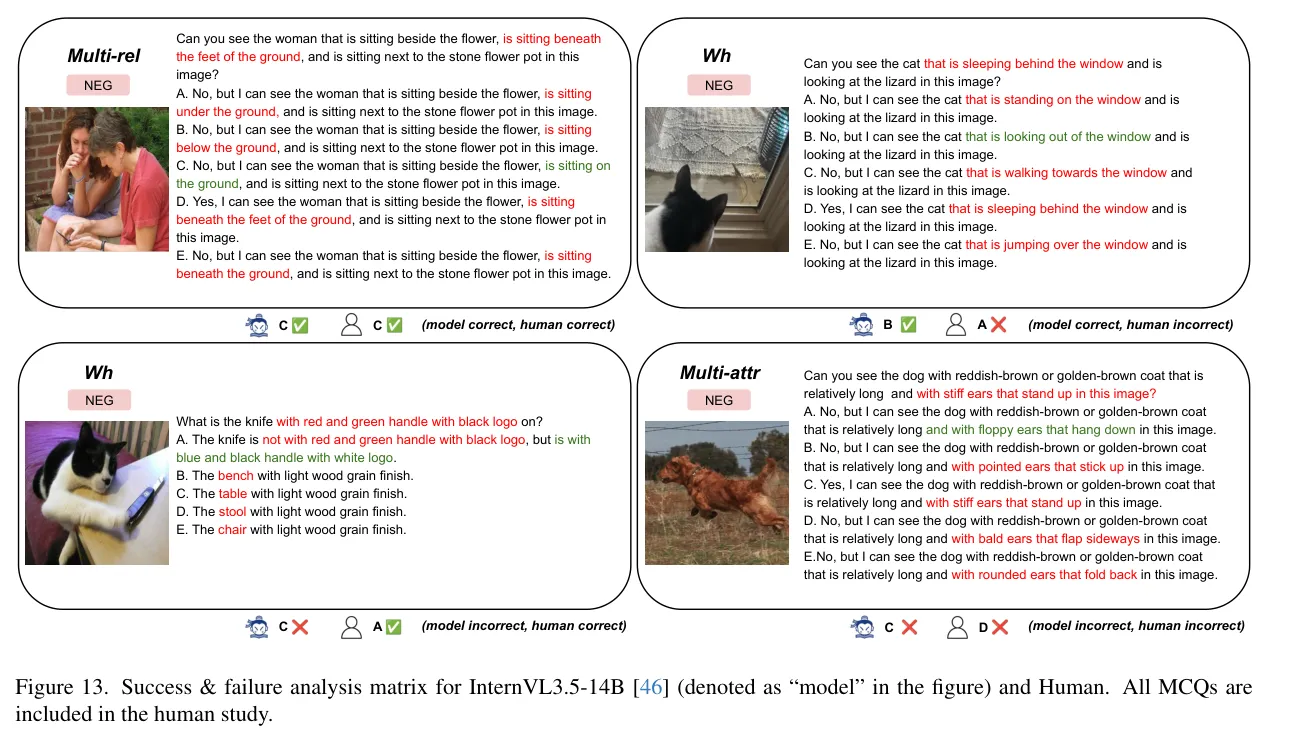 Multi-rel
NEG
Can you see the woman that is sitting beside the flower, is sitting beneath
the feet of the ground, and is sitting next to the stone flower pot in this
image?
A. No, but I can see the woman that is sitting beside the flower, is sitting
under the ground, and is sitting next to the stone flower pot in this image.
B. No, but I can see the woman that is sitting beside the flower, is sitting
below the ground, and is sitting next to the stone flower pot in this image.
C. No, but I can see the woman that is sitting beside the flower, is sitting on
the ground, and is sitting next to the stone flower pot in this image.
D. Yes, I can see the woman that is sitting beside the flower, is sitting
beneath the feet of the ground, and is sitting next to the stone flower pot in
this image.
E. No, but I can see the woman that is sitting beside the flower, is sitting
beneath the ground, and is sitting next to the stone flower pot in this image.
C ✅ C ✅ (model correct, human correct)
Wh
NEG
Can you see the cat that is sleeping behind the window and is
looking at the lizard in this image?
A. No, but I can see the cat that is standing on the window and is
looking at the lizard in this image.
B. No, but I can see the cat that is looking out of the window and is
looking at the lizard in this image.
C. No, but I can see the cat that is walking towards the window and
is looking at the lizard in this image.
D. Yes, I can see the cat that is sleeping behind the window and is
looking at the lizard in this image.
E. No, but I can see the cat that is jumping over the window and is
looking at the lizard in this image.
B ✅ A ❌ (model correct, human incorrect)
Wh
NEG
What is the knife with red and green handle with black logo on?
A. The knife is not with red and green handle with black logo, but is with
blue and black handle with white logo.
B. The bench with light wood grain finish.
C. The table with light wood grain finish.
D. The stool with light wood grain finish.
E. The chair with light wood grain finish.
C ❌ A ✅ (model incorrect, human correct)
Multi-attr
NEG
Can you see the dog with reddish-brown or golden-brown coat that is
relatively long and with stiff ears that stand up in this image?
A. No, but I can see the dog with reddish-brown or golden-brown coat
that is relatively long and with floppy ears that hang down in this image.
B. No, but I can see the dog with reddish-brown or golden-brown coat
that is relatively long and with pointed ears that stick up in this image.
C. Yes, I can see the dog with reddish-brown or golden-brown coat that
is relatively long and with stiff ears that stand up in this image.
D. No, but I can see the dog with reddish-brown or golden-brown coat
that is relatively long and with bald ears that flap sideways in this image.
E.No, but I can see the dog with reddish-brown or golden-brown coat
that is relatively long and with rounded ears that fold back in this image.
C ❌ D ❌ (model incorrect, human incorrect)
Figure 13. Success & failure analysis matrix for InternVL3.5-14B [46] (denoted as “model” in the figure) and Human. All MCQs are
included in the human study.